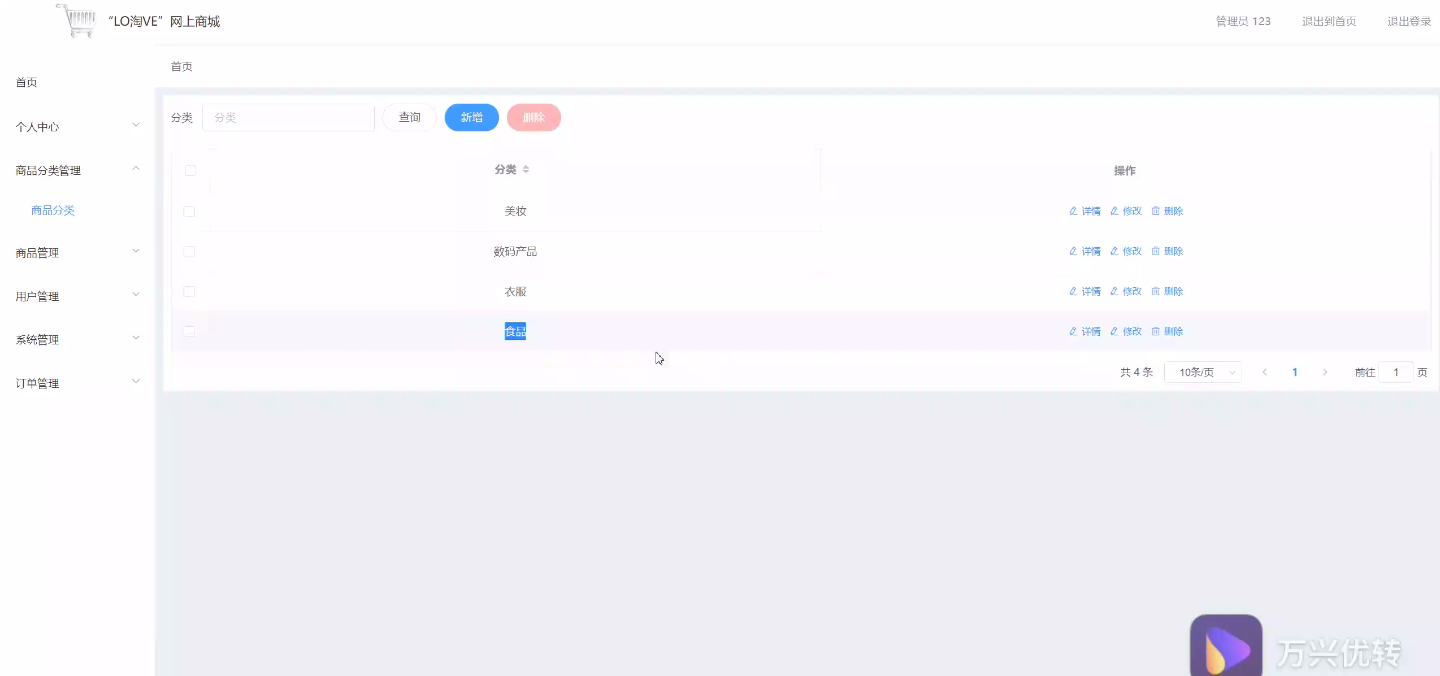 “LO淘VE”网上商城
管理员 123 退出到首页 退出登录
首页
个人中心
商品分类管理
商品分类
商品管理
用户管理
系统管理
订单管理
首页
分类 分类 查询 新增 删除
分类 操作
美妆 详情 修改 删除
数码产品 详情 修改 删除
衣服 详情 修改 删除
食品 详情 修改 删除
共 4 条 10条/页 1 前往 1 页
万兴优转